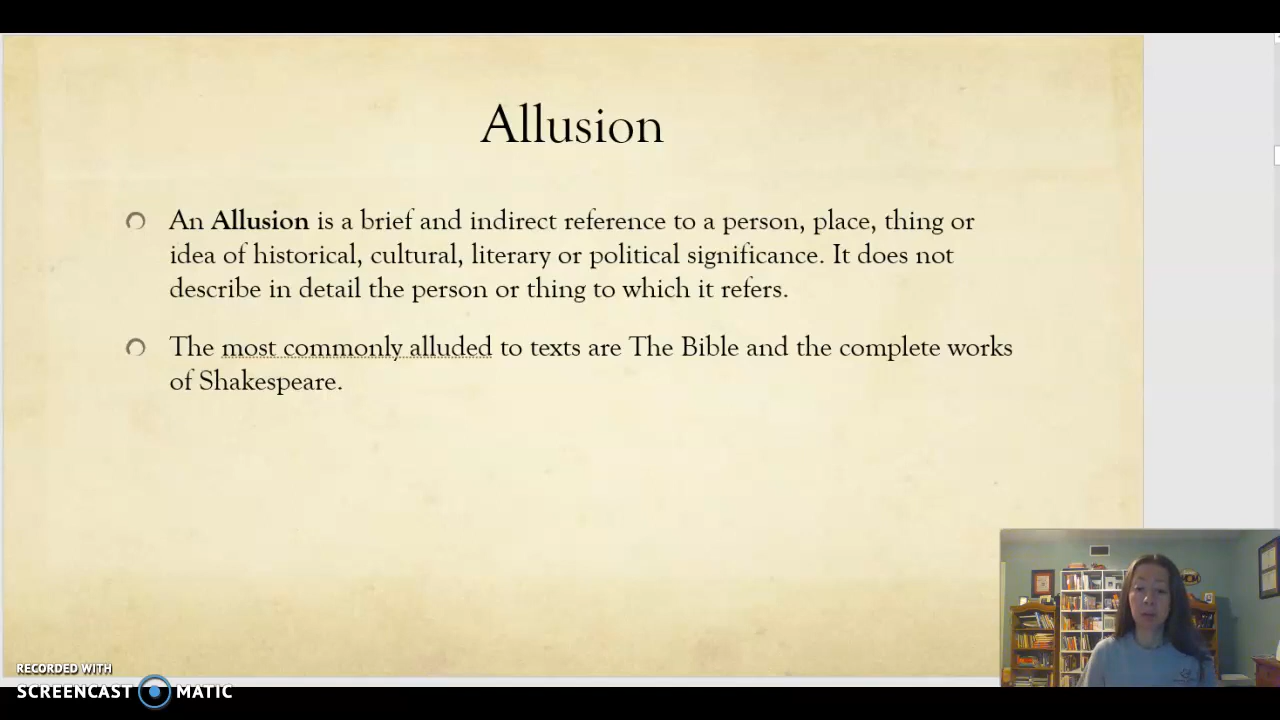 Allusion
An Allusion is a brief and indirect reference to a person, place, thing or
idea of historical, cultural, literary or political significance. It does not
describe in detail the person or thing to which it refers.
The most commonly alluded to texts are The Bible and the complete works
of Shakespeare.
RECORDED WITH
SCREENCAST MATIC